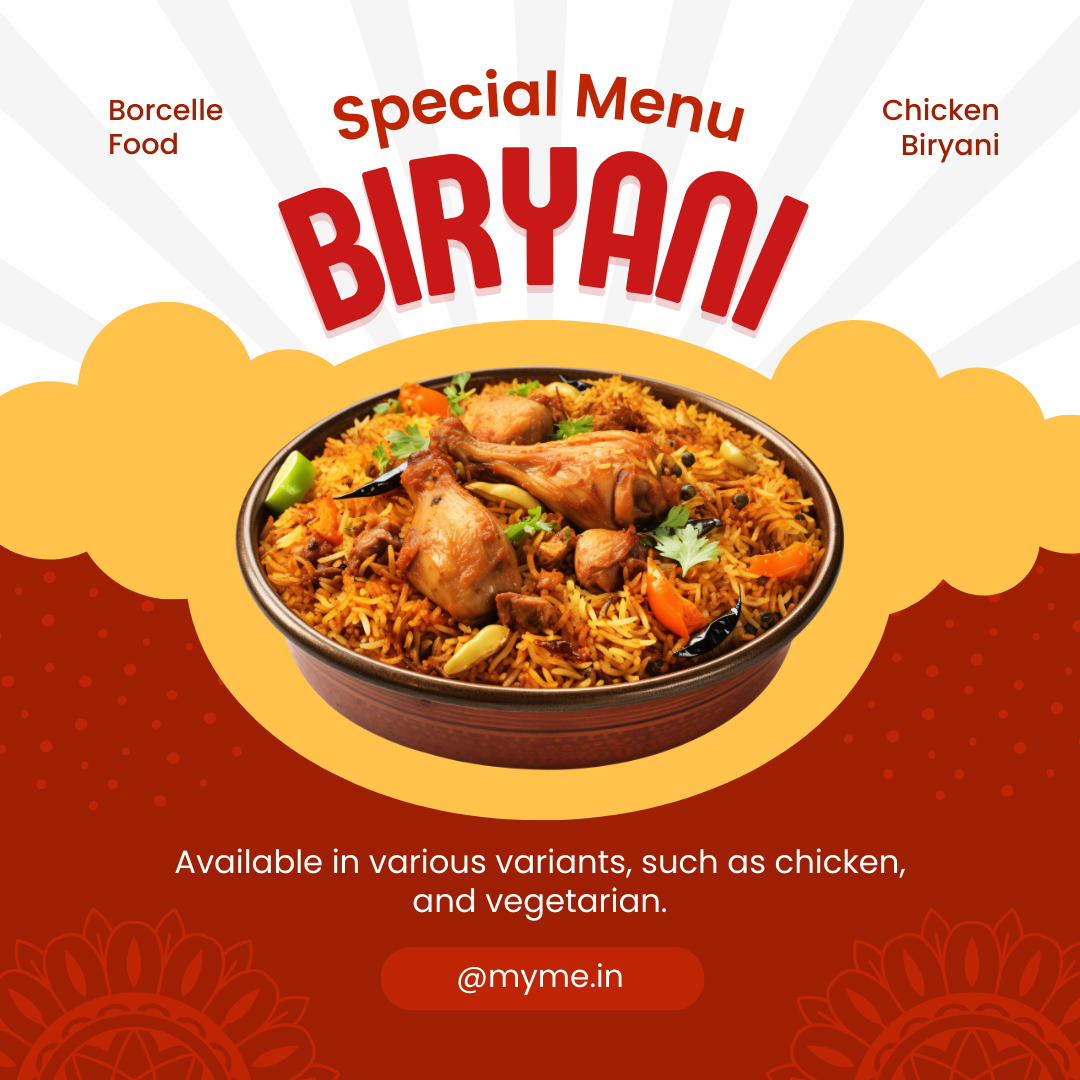 Borcelle
Food
Special Menu
BIRYANI
Chicken
Biryani
Available in various variants, such as chicken,
and vegetarian.
@myme.in